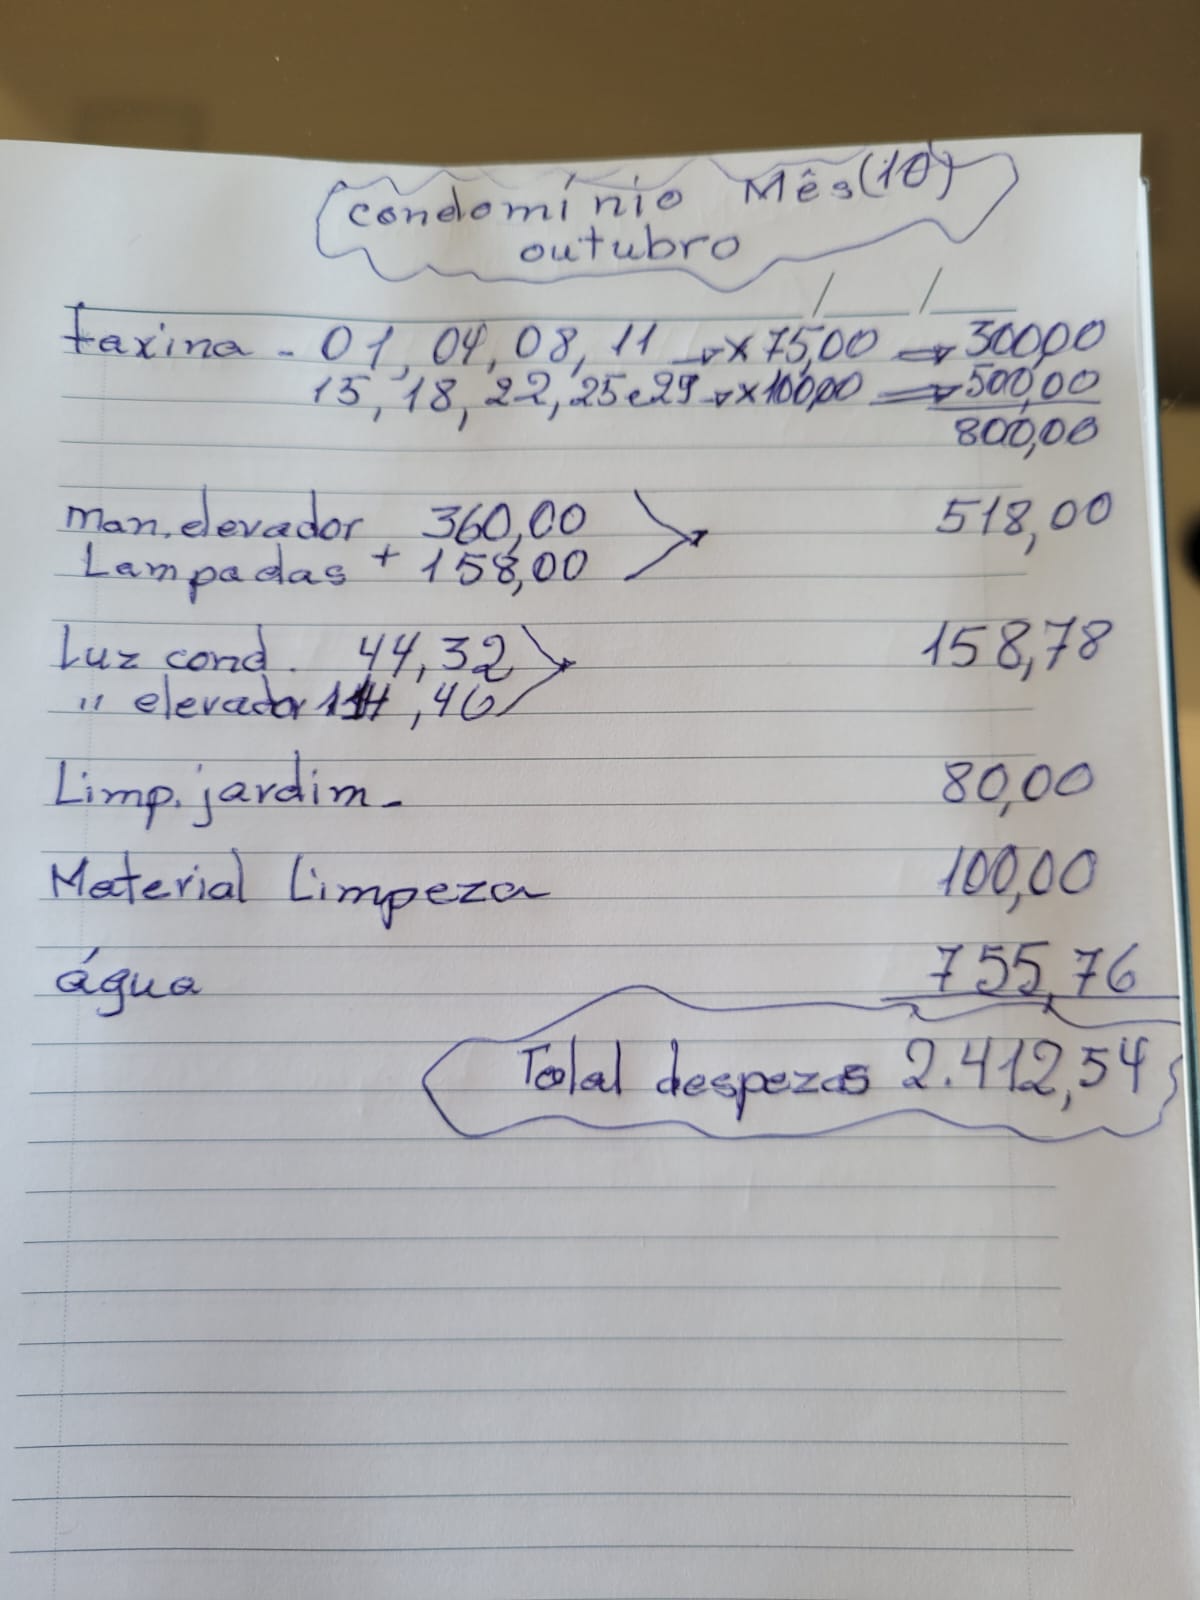 Condomínio Mês (10)
outubro
faxina - 01, 04, 08, 11 → x 75,00 ⇒ 300,00
15, 18, 22, 25 e 29 → x 100,00 ⇒ 500,00
800,00
Man. elevador 360,00 518,00
Lampadas + 158,00
Luz cond. 44,32 158,78
" elevador 114,46
Limp. jardim - 80,00
Material Limpeza 100,00
água 755,76
Total despezas 2.412,54